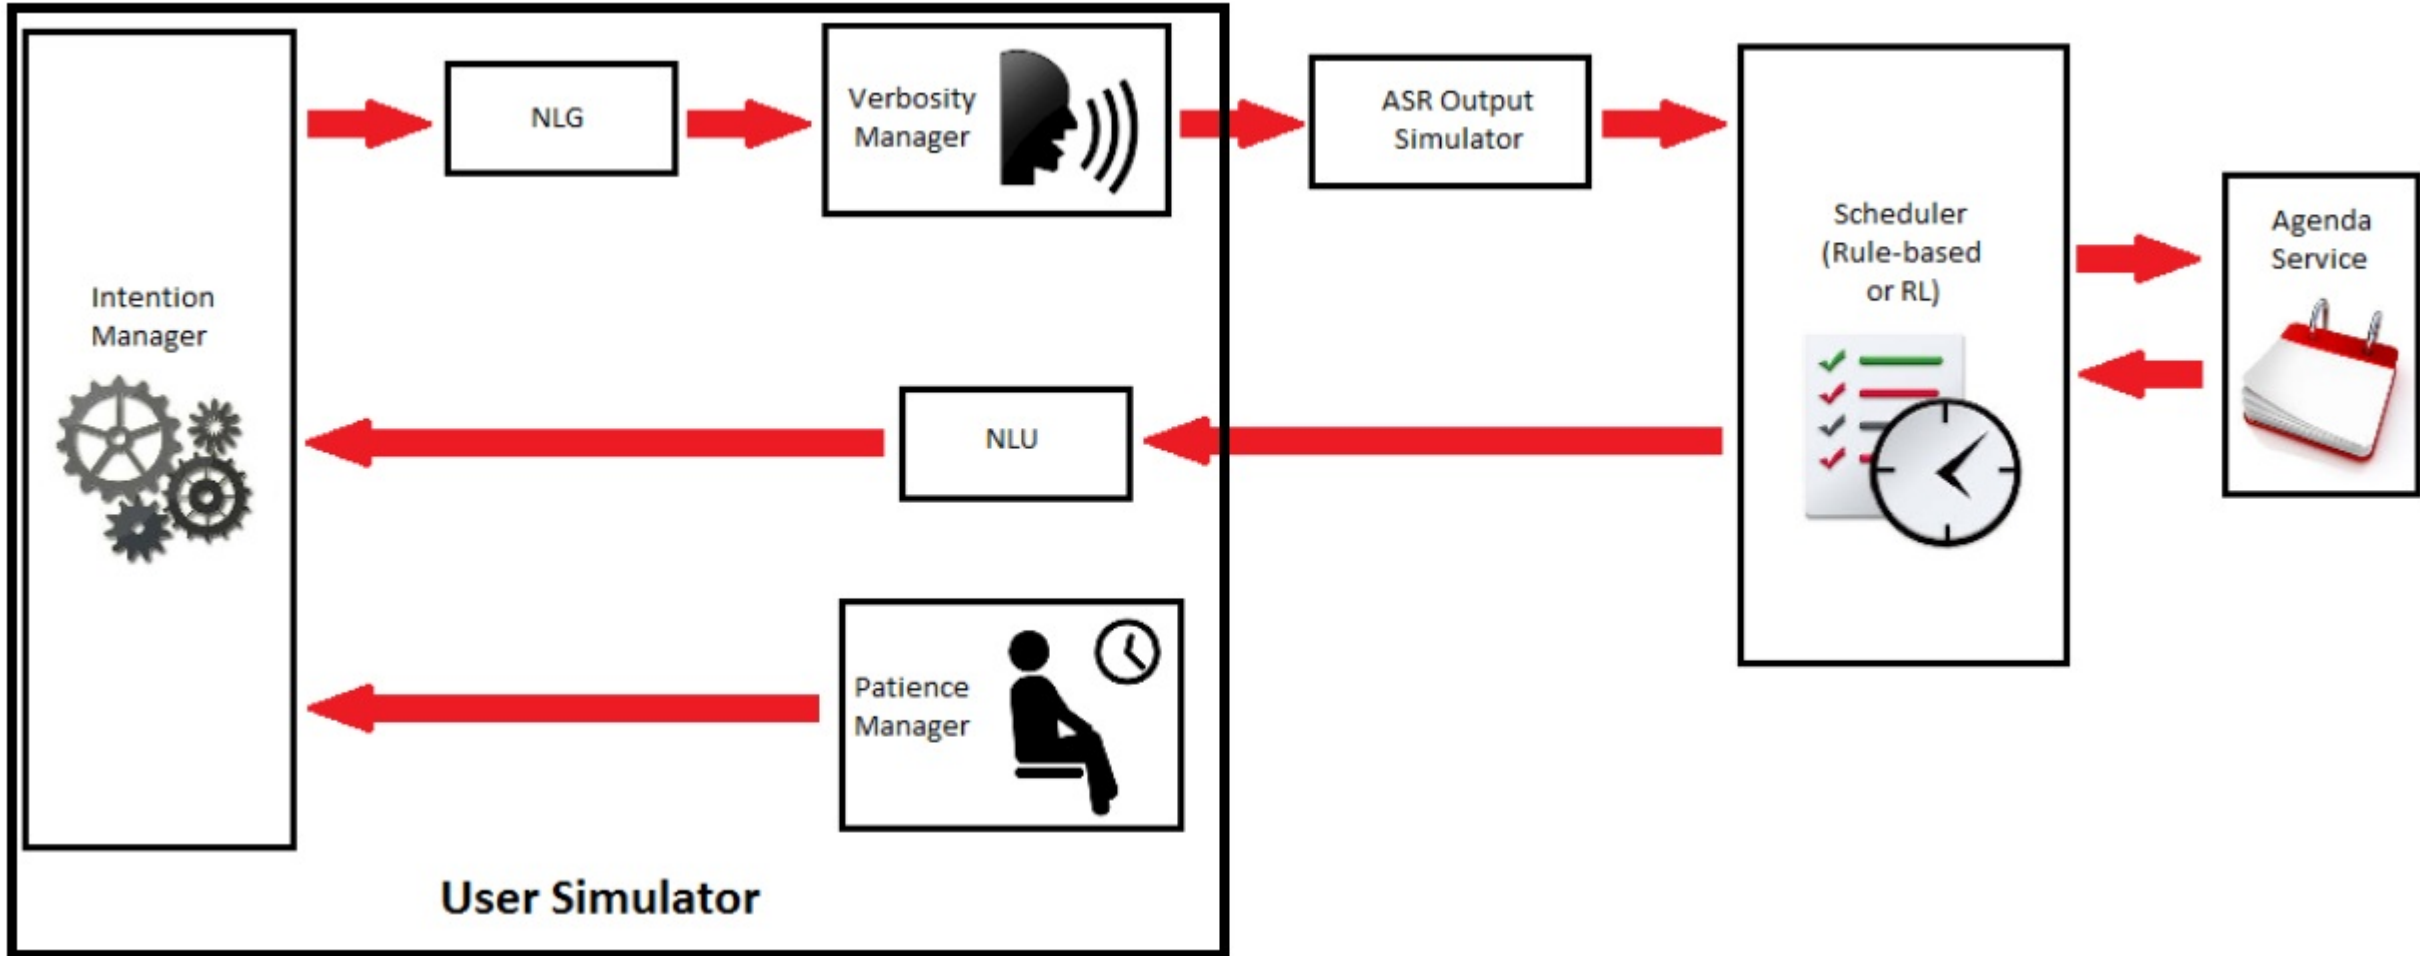 Intention
Manager
NLG
Verbosity
Manager
ASR Output
Simulator
Scheduler
(Rule-based
or RL)
Agenda
Service
NLU
Patience
Manager
User Simulator